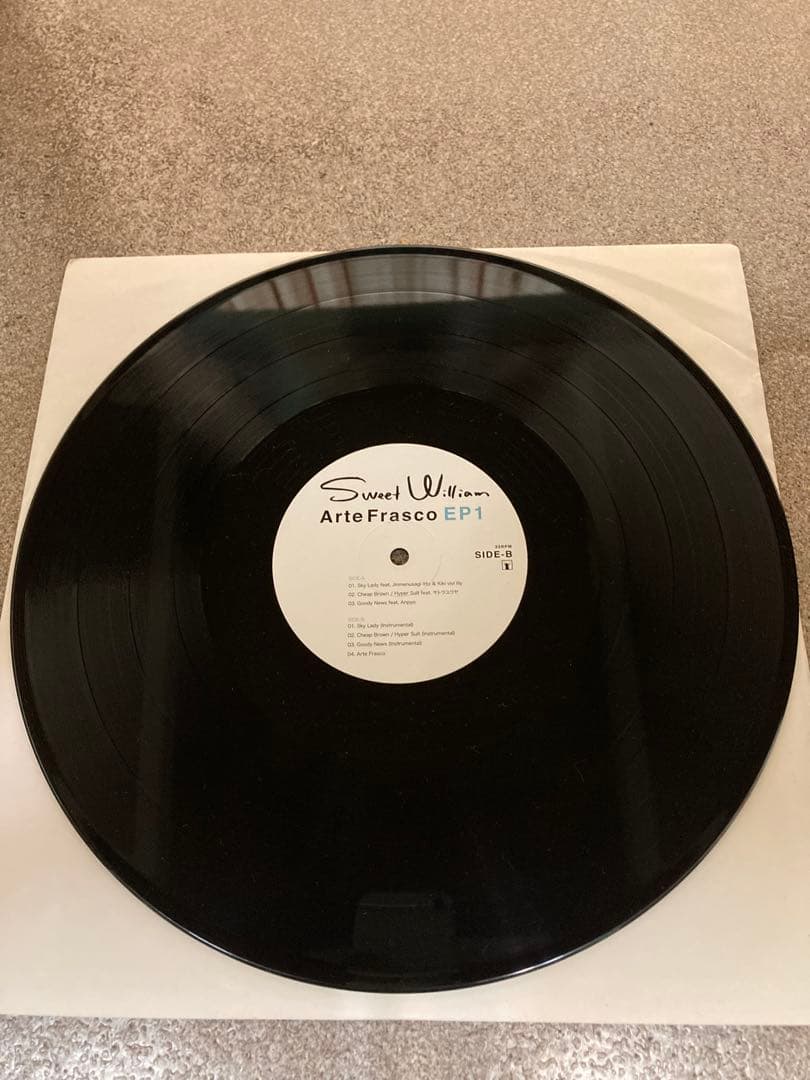 Sweet William
Arte Frasco EP1
33RPM
SIDE-B
SIDE-A
01. Sky Lady feat. Jinmenusagi Itto & Kiki vivi lily
02. Cheap Brown / Hyper Suit feat. サトウユウヤ
03. Goody News feat. Anpyo
SIDE-B
01. Sky Lady (Instrumental)
02. Cheap Brown / Hyper Suit (Instrumental)
03. Goody News (Instrumental)
04. Arte Frasco